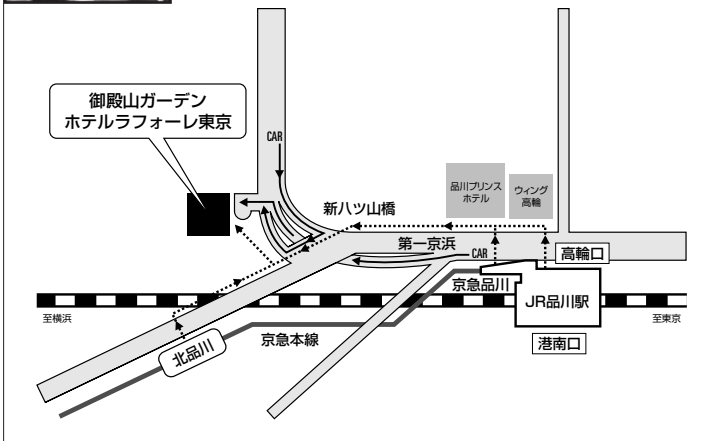 御殿山ガーデン
ホテルラフォーレ東京
CAR
品川プリンス
ホテル
ウィング
高輪
新八ツ山橋
第一京浜
CAR
高輪口
京急品川
JR品川駅
至横浜
至東京
京急本線
北品川
港南口